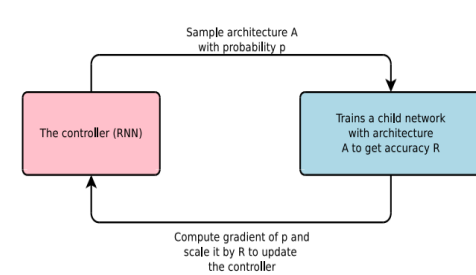 Sample architecture A
with probability p
The controller (RNN)
Trains a child network
with architecture
A to get accuracy R
Compute gradient of p and
scale it by R to update
the controller